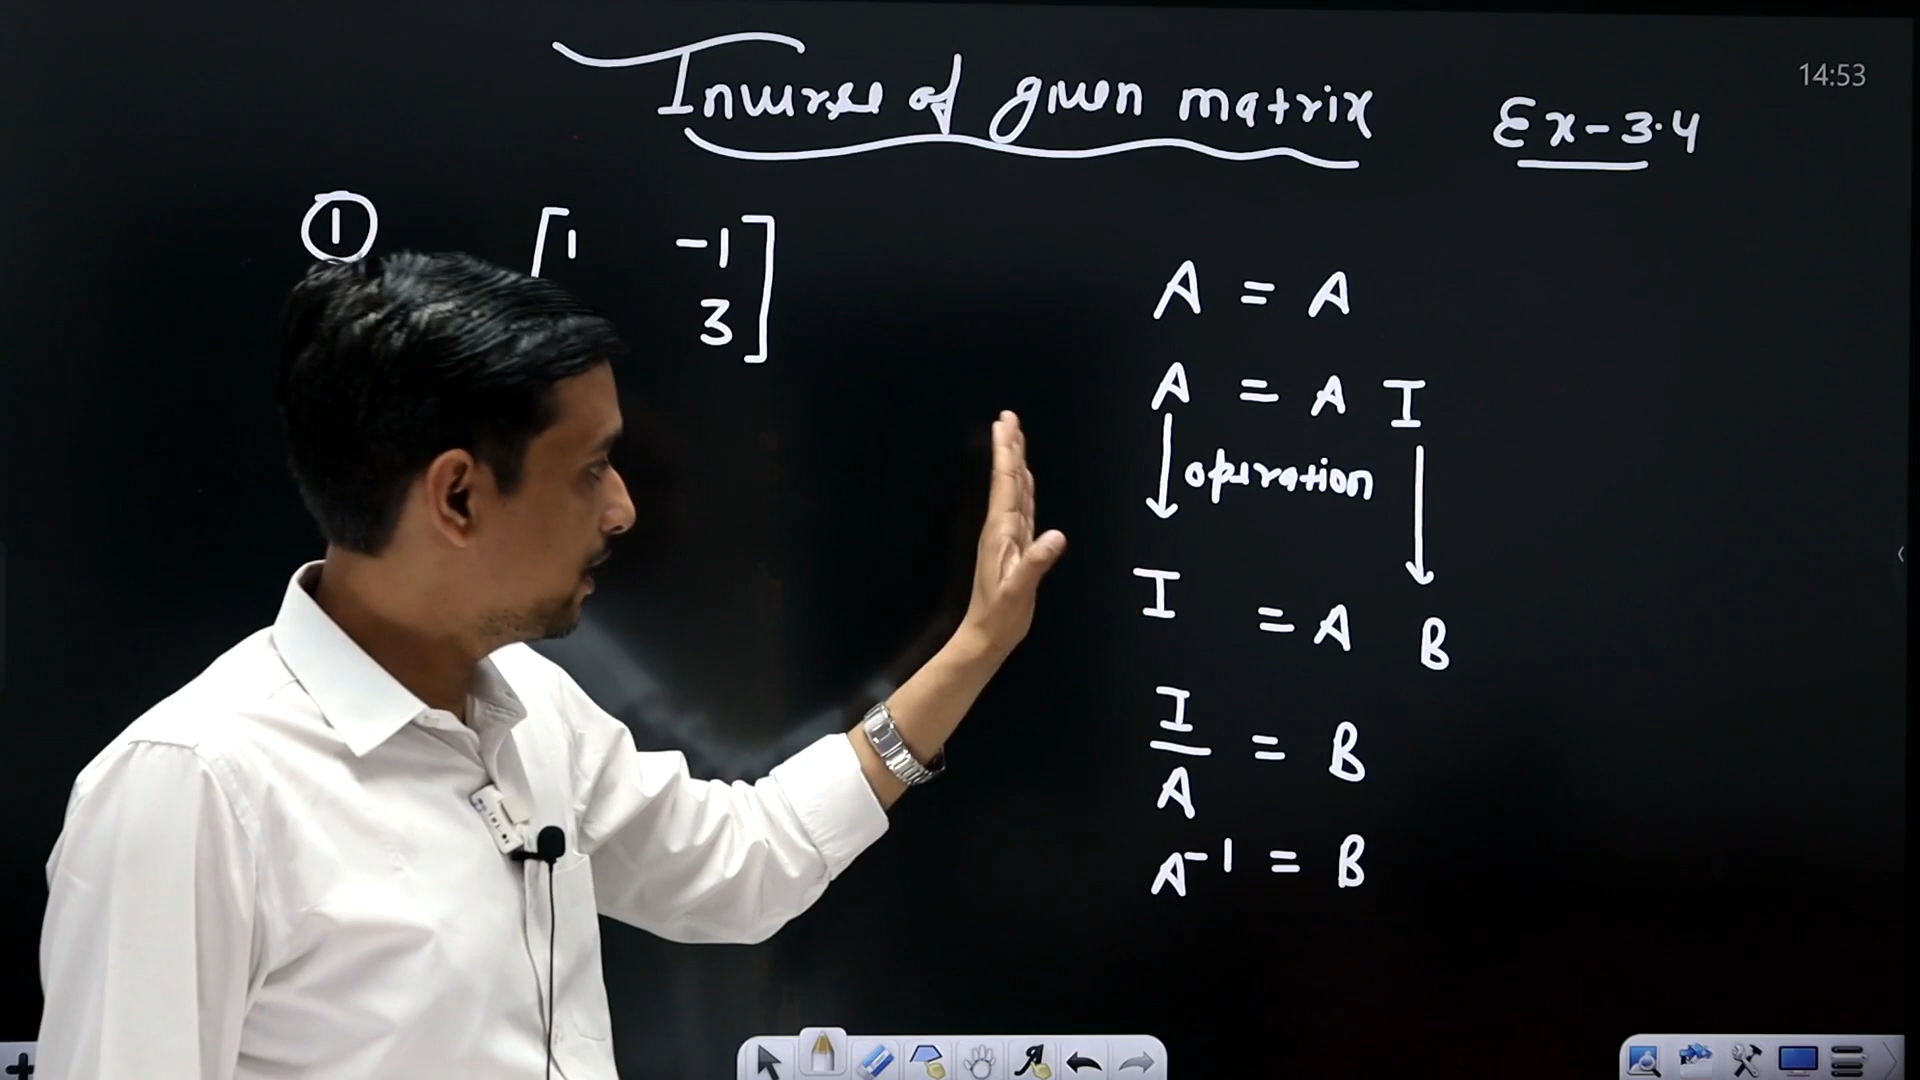 Inverse of given matrix
Ex-3.4
14:53
1
1 -1
3
A = A
A = A I
operation
I = A B
I/A = B
A⁻¹ = B